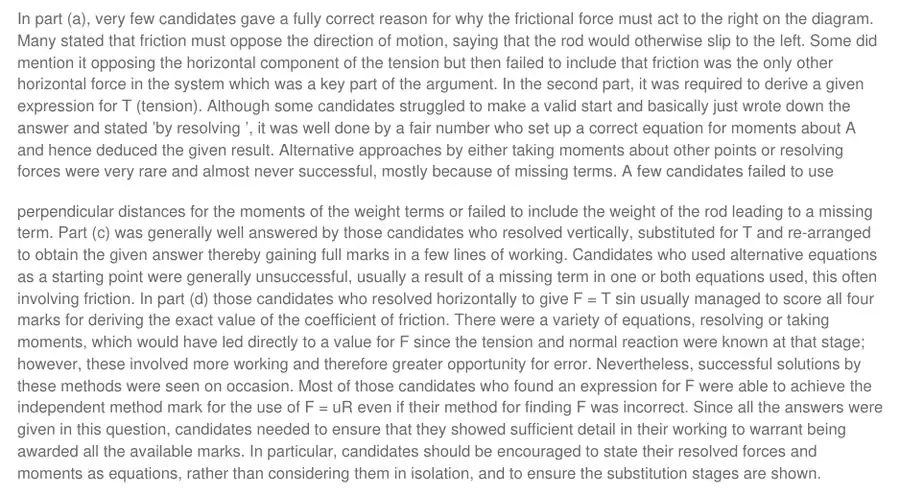 In part (a), very few candidates gave a fully correct reason for why the frictional force must act to the right on the diagram.
Many stated that friction must oppose the direction of motion, saying that the rod would otherwise slip to the left. Some did
mention it opposing the horizontal component of the tension but then failed to include that friction was the only other
horizontal force in the system which was a key part of the argument. In the second part, it was required to derive a given
expression for T (tension). Although some candidates struggled to make a valid start and basically just wrote down the
answer and stated 'by resolving ', it was well done by a fair number who set up a correct equation for moments about A
and hence deduced the given result. Alternative approaches by either taking moments about other points or resolving
forces were very rare and almost never successful, mostly because of missing terms. A few candidates failed to use
perpendicular distances for the moments of the weight terms or failed to include the weight of the rod leading to a missing
term. Part (c) was generally well answered by those candidates who resolved vertically, substituted for T and re-arranged
to obtain the given answer thereby gaining full marks in a few lines of working. Candidates who used alternative equations
as a starting point were generally unsuccessful, usually a result of a missing term in one or both equations used, this often
involving friction. In part (d) those candidates who resolved horizontally to give F = T sin usually managed to score all four
marks for deriving the exact value of the coefficient of friction. There were a variety of equations, resolving or taking
moments, which would have led directly to a value for F since the tension and normal reaction were known at that stage;
however, these involved more working and therefore greater opportunity for error. Nevertheless, successful solutions by
these methods were seen on occasion. Most of those candidates who found an expression for F were able to achieve the
independent method mark for the use of F = uR even if their method for finding F was incorrect. Since all the answers were
given in this question, candidates needed to ensure that they showed sufficient detail in their working to warrant being
awarded all the available marks. In particular, candidates should be encouraged to state their resolved forces and
moments as equations, rather than considering them in isolation, and to ensure the substitution stages are shown.